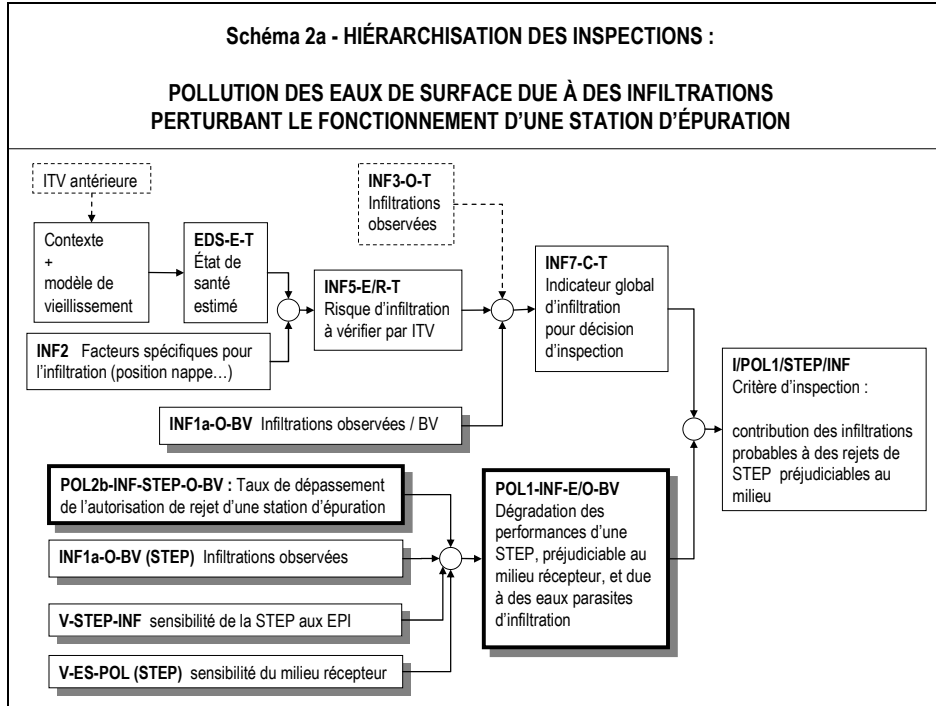 Schéma 2a - HIÉRARCHISATION DES INSPECTIONS :
POLLUTION DES EAUX DE SURFACE DUE À DES INFILTRATIONS
PERTURBANT LE FONCTIONNEMENT D'UNE STATION D'ÉPURATION
ITV antérieure
Contexte
+
modèle de
vieillissement
EDS-E-T
État de
santé
estimé
INF2 Facteurs spécifiques pour
l'infiltration (position nappe…)
INF5-E/R-T
Risque d'infiltration
à vérifier par ITV
INF3-O-T
Infiltrations
observées
INF1a-O-BV Infiltrations observées / BV
INF7-C-T
Indicateur global
d'infiltration
pour décision
d'inspection
I/POL1/STEP/INF
Critère d'inspection :
contribution des infiltrations
probables à des rejets de
STEP préjudiciables au
milieu
POL2b-INF-STEP-O-BV : Taux de dépassement
de l'autorisation de rejet d'une station d'épuration
INF1a-O-BV (STEP) Infiltrations observées
V-STEP-INF sensibilité de la STEP aux EPI
V-ES-POL (STEP) sensibilité du milieu récepteur
POL1-INF-E/O-BV
Dégradation des
performances d'une
STEP, préjudiciable au
milieu récepteur, et due
à des eaux parasites
d'infiltration